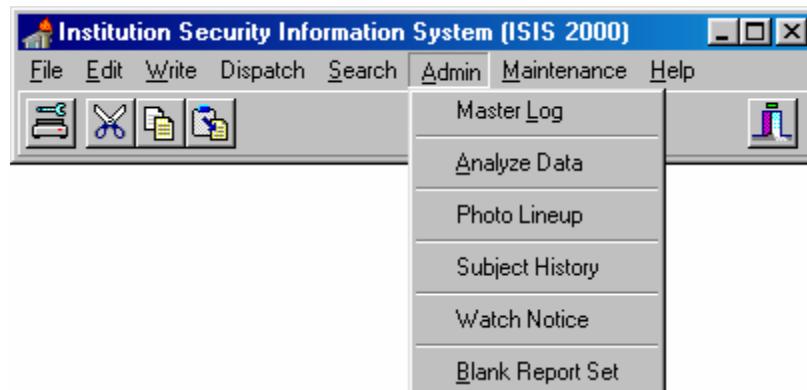 Institution Security Information System (ISIS 2000)
File Edit Write Dispatch Search Admin Maintenance Help
Master Log
Analyze Data
Photo Lineup
Subject History
Watch Notice
Blank Report Set